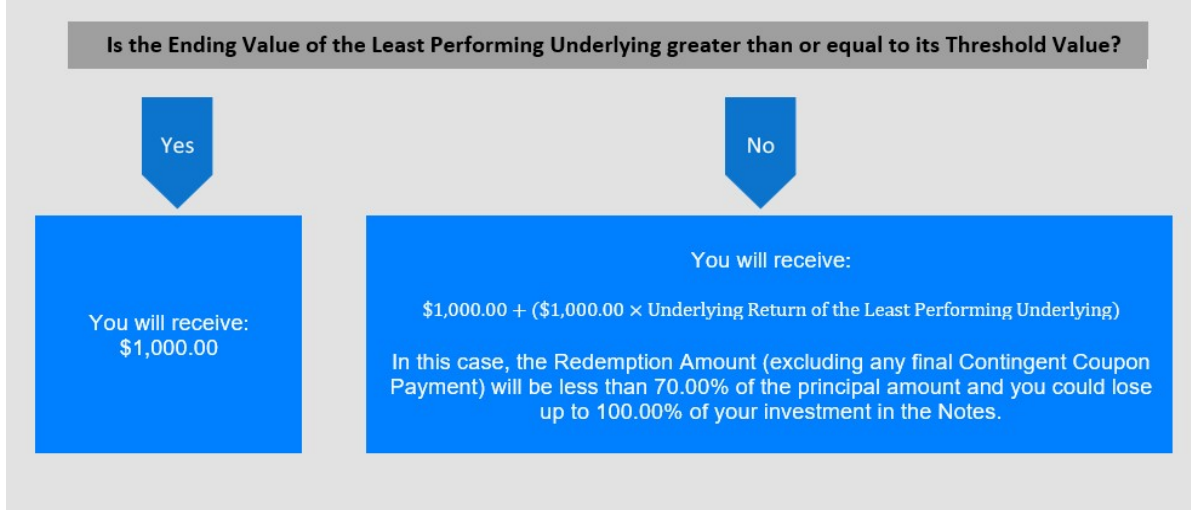 Is the Ending Value of the Least Performing Underlying greater than or equal to its Threshold Value?
Yes
No
You will receive:
$1,000.00
You will receive:
$1,000.00 + ($1,000.00 × Underlying Return of the Least Performing Underlying)
In this case, the Redemption Amount (excluding any final Contingent Coupon
Payment) will be less than 70.00% of the principal amount and you could lose
up to 100.00% of your investment in the Notes.